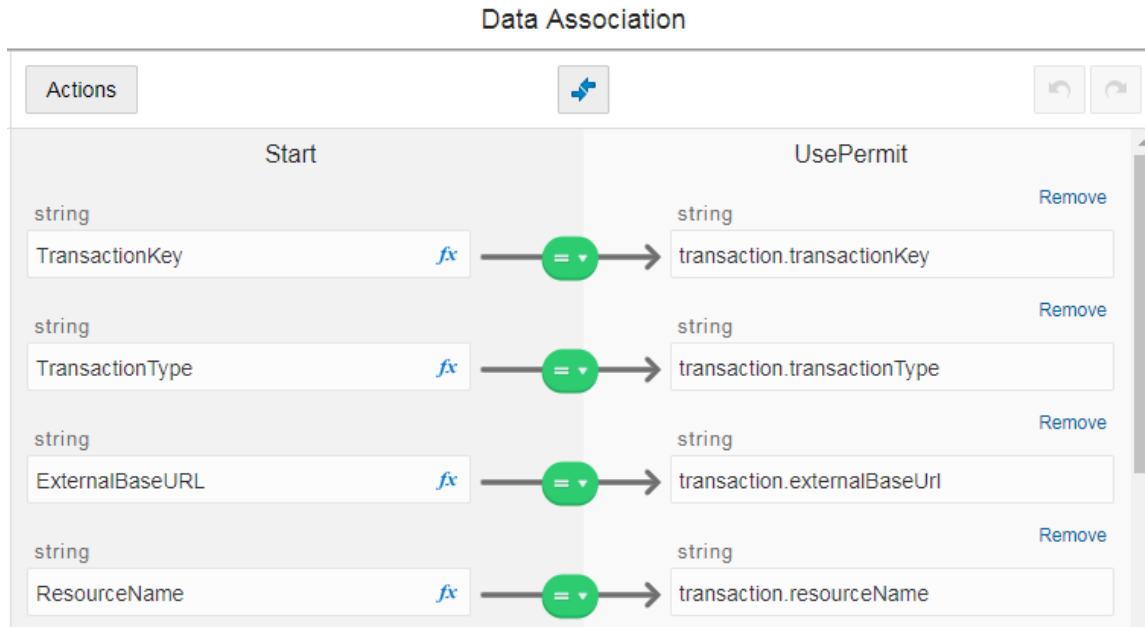 Data Association
Actions
Start UsePermit
Remove
string string
TransactionKey fx = transaction.transactionKey
Remove
string string
TransactionType fx = transaction.transactionType
Remove
string string
ExternalBaseURL fx = transaction.externalBaseUrl
Remove
string string
ResourceName fx = transaction.resourceName